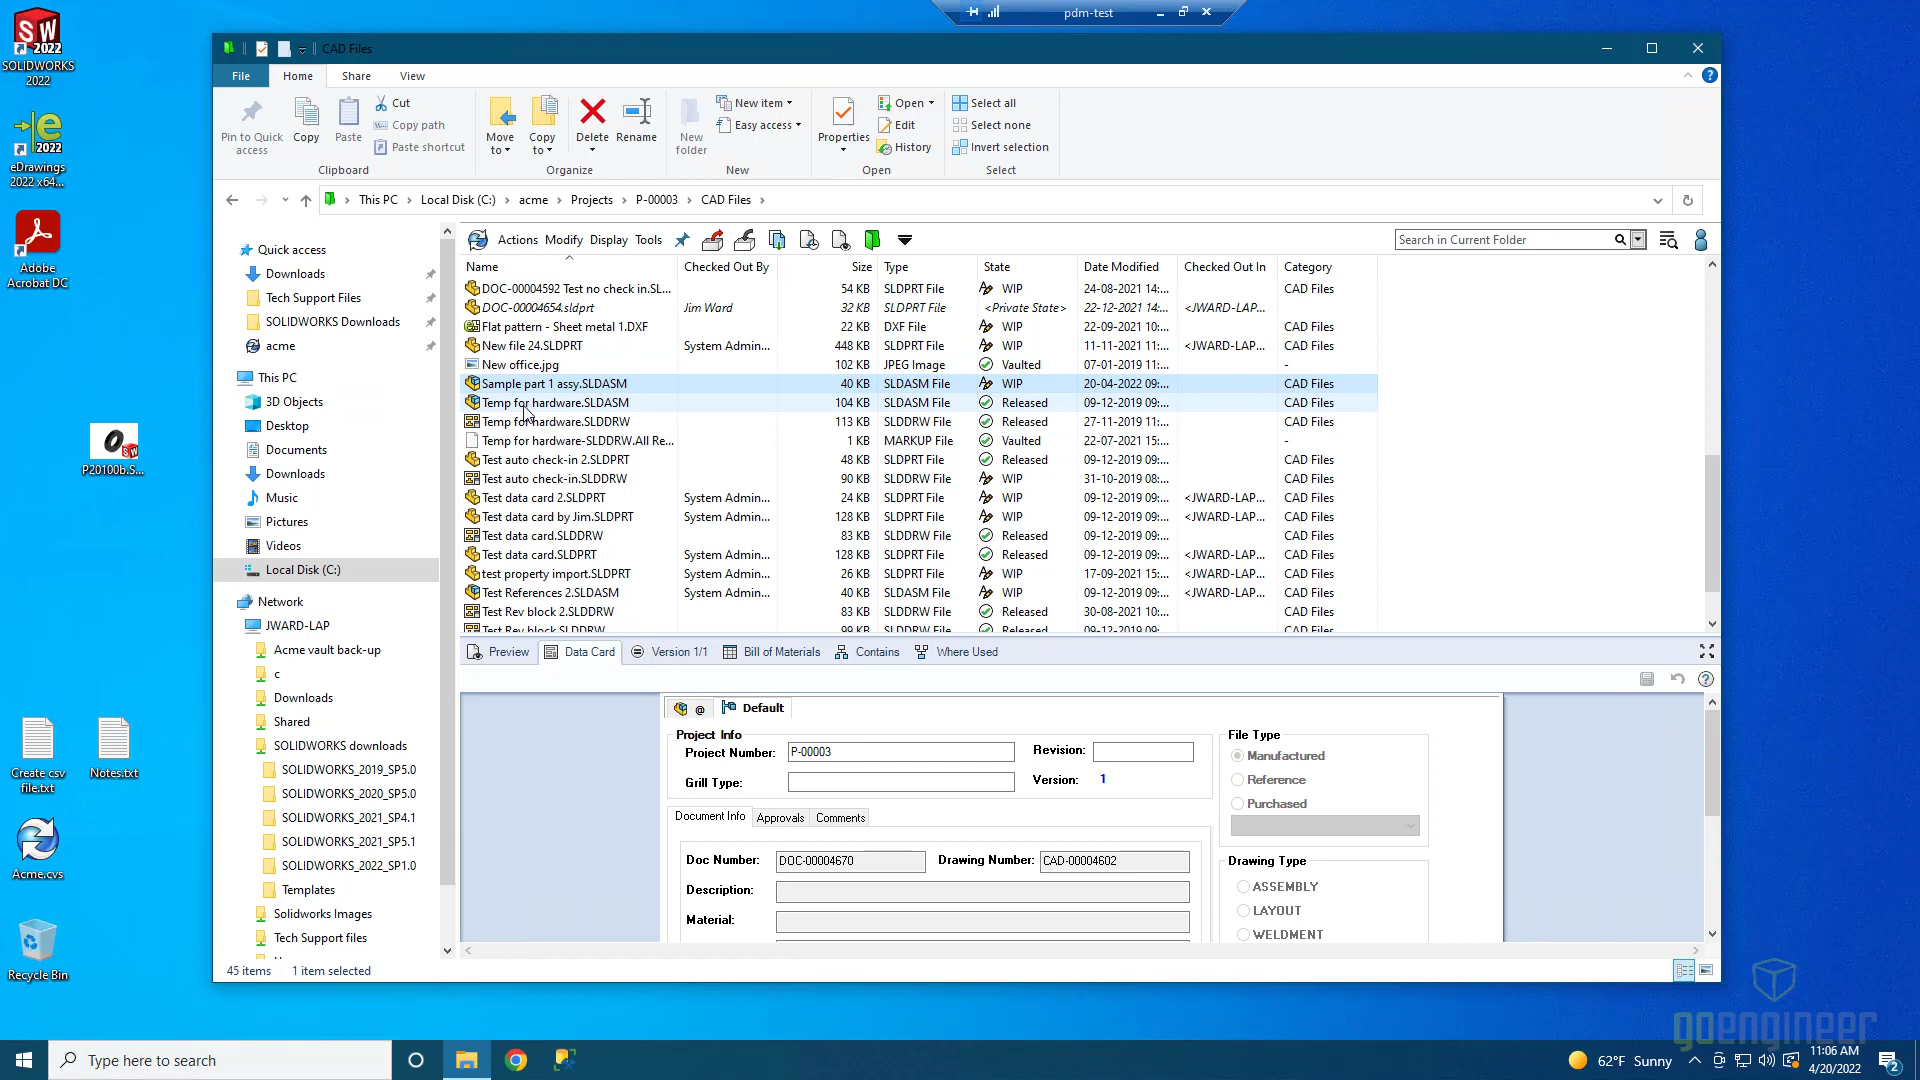 pdm-test
SOLIDWORKS
2022
eDrawings
2022 x64...
Adobe
Acrobat DC
P20100b.S...
Create csv
file.txt
Notes.txt
Acme.cvs
Recycle Bin
CAD Files
File
Home
Share
View
Pin to Quick
access
Copy
Paste
Cut
Copy path
Paste shortcut
Clipboard
Move
to
Copy
to
Delete
Rename
Organize
New
folder
New item
Easy access
New
Properties
Open
Edit
History
Open
Select all
Select none
Invert selection
Select
This PC > Local Disk (C:) > acme > Projects > P-00003 > CAD Files >
Quick access
Downloads
Tech Support Files
SOLIDWORKS Downloads
acme
This PC
3D Objects
Desktop
Documents
Downloads
Music
Pictures
Videos
Local Disk (C:)
Network
JWARD-LAP
Acme vault back-up
c
Downloads
Shared
SOLIDWORKS downloads
SOLIDWORKS_2019_SP5.0
SOLIDWORKS_2020_SP5.0
SOLIDWORKS_2021_SP4.1
SOLIDWORKS_2021_SP5.1
SOLIDWORKS_2022_SP1.0
Templates
Solidworks Images
Tech Support files
Actions Modify Display Tools
Search in Current Folder
Name Checked Out By Size Type State Date Modified Checked Out In Category
DOC-00004592 Test no check in.SL... 54 KB SLDPRT File WIP 24-08-2021 14:... CAD Files
DOC-00004654.sldprt Jim Ward 32 KB SLDPRT File <Private State> 22-12-2021 14:... <JWARD-LAP...
Flat pattern - Sheet metal 1.DXF 22 KB DXF File WIP 22-09-2021 10:... CAD Files
New file 24.SLDPRT System Admin... 448 KB SLDPRT File WIP 11-11-2021 11:... <JWARD-LAP... CAD Files
New office.jpg 102 KB JPEG Image Vaulted 07-01-2019 11:... -
Sample part 1 assy.SLDASM 40 KB SLDASM File WIP 20-04-2022 09:... CAD Files
Temp for hardware.SLDASM 104 KB SLDASM File Released 09-12-2019 09:... CAD Files
Temp for hardware.SLDDRW 113 KB SLDDRW File Released 27-11-2019 11:... CAD Files
Temp for hardware-SLDDRW.All Re... 1 KB MARKUP File Vaulted 22-07-2021 15:... -
Test auto check-in 2.SLDPRT 48 KB SLDPRT File Released 09-12-2019 09:... CAD Files
Test auto check-in.SLDDRW 90 KB SLDDRW File WIP 31-10-2019 08:... CAD Files
Test data card 2.SLDPRT System Admin... 24 KB SLDPRT File WIP 09-12-2019 09:... <JWARD-LAP... CAD Files
Test data card by Jim.SLDPRT System Admin... 128 KB SLDPRT File WIP 09-12-2019 09:... <JWARD-LAP... CAD Files
Test data card.SLDDRW 83 KB SLDDRW File Released 09-12-2019 09:... CAD Files
Test data card.SLDPRT System Admin... 128 KB SLDPRT File Released 09-12-2019 09:... <JWARD-LAP... CAD Files
test property import.SLDPRT System Admin... 26 KB SLDPRT File WIP 17-09-2021 15:... <JWARD-LAP... CAD Files
Test References 2.SLDASM System Admin... 40 KB SLDASM File WIP 09-12-2019 09:... <JWARD-LAP... CAD Files
Test Rev block 2.SLDDRW 83 KB SLDDRW File Released 30-08-2021 10:... CAD Files
Test Rev block.SLDDRW 99 KB SLDDRW File Released 09-12-2019 09:... CAD Files
Preview Data Card Version 1/1 Bill of Materials Contains Where Used
@ Default
Project Info
Project Number: P-00003 Revision:
Grill Type: Version: 1
Document Info Approvals Comments
Doc Number: DOC-00004670 Drawing Number: CAD-00004602
Description:
Material:
File Type
Manufactured
Reference
Purchased
Drawing Type
ASSEMBLY
LAYOUT
WELDMENT
45 items 1 item selected
goengineer
Type here to search
62°F Sunny
11:06 AM
4/20/2022
2